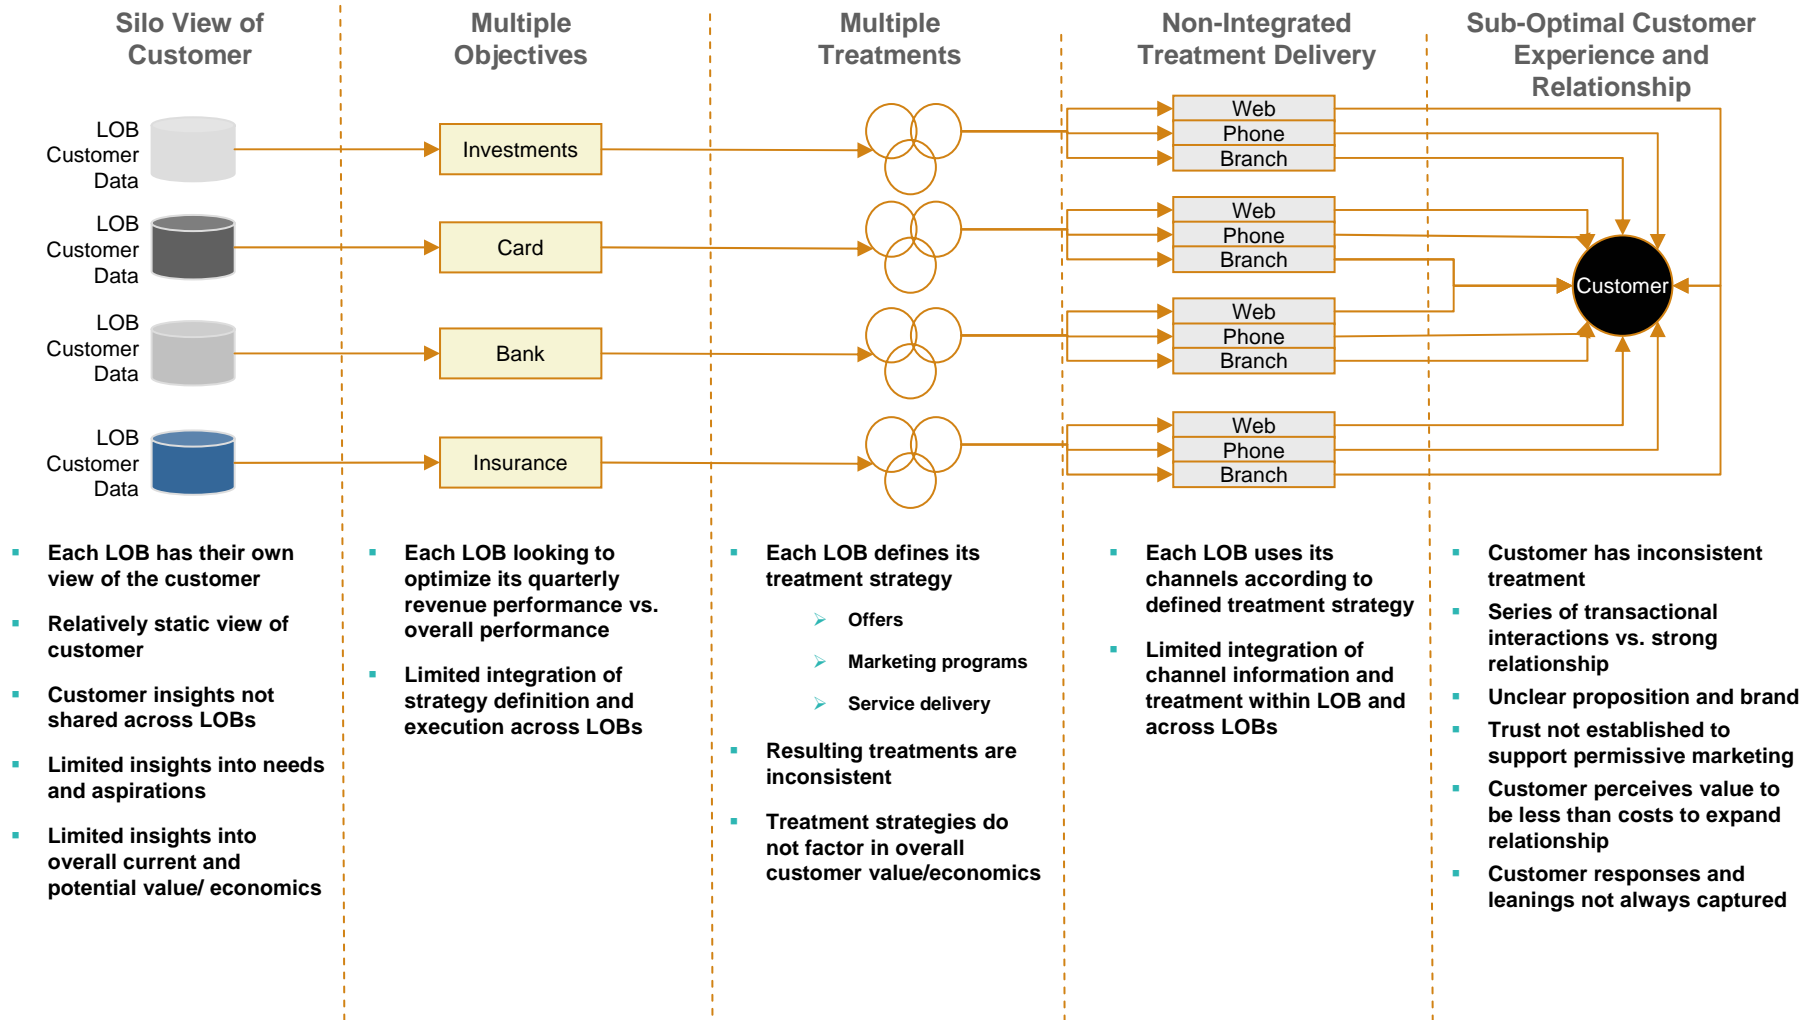 Silo View of
Customer
Multiple
Objectives
Multiple
Treatments
Non-Integrated
Treatment Delivery
Sub-Optimal Customer
Experience and
Relationship
LOB
Customer
Data
Investments
Web
Phone
Branch
LOB
Customer
Data
Card
Web
Phone
Branch
Customer
LOB
Customer
Data
Bank
Web
Phone
Branch
LOB
Customer
Data
Insurance
Web
Phone
Branch
Each LOB has their own
view of the customer
Relatively static view of
customer
Customer insights not
shared across LOBs
Limited insights into needs
and aspirations
Limited insights into
overall current and
potential value/ economics
Each LOB looking to
optimize its quarterly
revenue performance vs.
overall performance
Limited integration of
strategy definition and
execution across LOBs
Each LOB defines its
treatment strategy
Offers
Marketing programs
Service delivery
Resulting treatments are
inconsistent
Treatment strategies do
not factor in overall
customer value/economics
Each LOB uses its
channels according to
defined treatment strategy
Limited integration of
channel information and
treatment within LOB and
across LOBs
Customer has inconsistent
treatment
Series of transactional
interactions vs. strong
relationship
Unclear proposition and brand
Trust not established to
support permissive marketing
Customer perceives value to
be less than costs to expand
relationship
Customer responses and
leanings not always captured